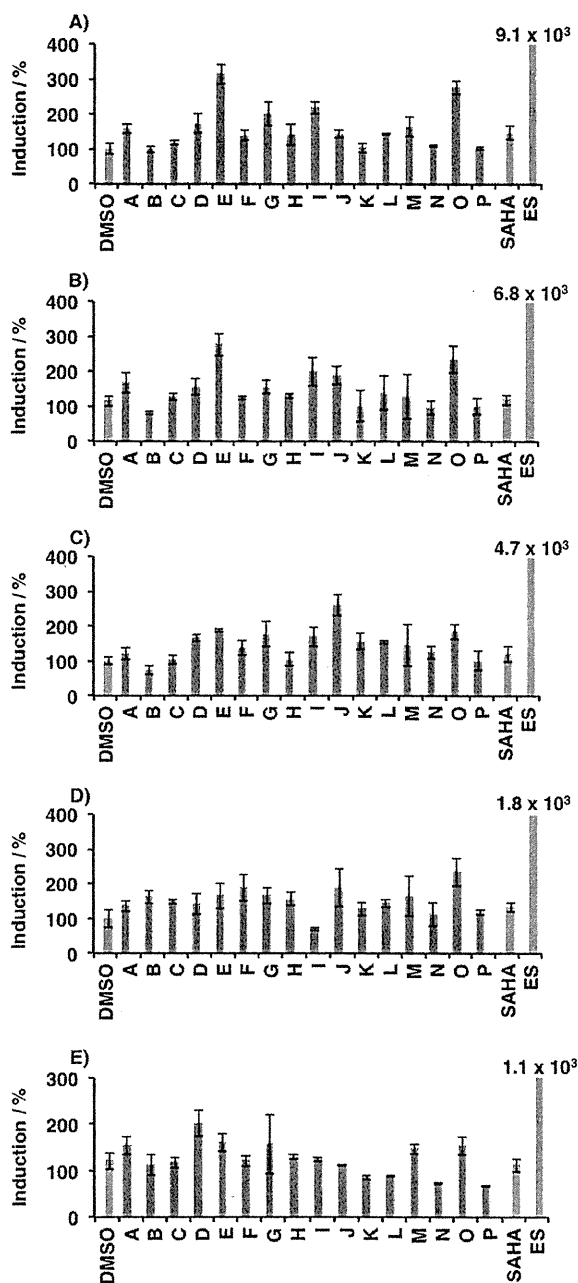 A)
9.1 x 10³
Induction / %
400
300
200
100
0
DMSO A B C D E F G H I J K L M N O P SAHA ES
B)
6.8 x 10³
Induction / %
400
300
200
100
0
DMSO A B C D E F G H I J K L M N O P SAHA ES
C)
4.7 x 10³
Induction / %
400
300
200
100
0
DMSO A B C D E F G H I J K L M N O P SAHA ES
D)
1.8 x 10³
Induction / %
400
300
200
100
0
DMSO A B C D E F G H I J K L M N O P SAHA ES
E)
1.1 x 10³
Induction / %
300
200
100
0
DMSO A B C D E F G H I J K L M N O P SAHA ES